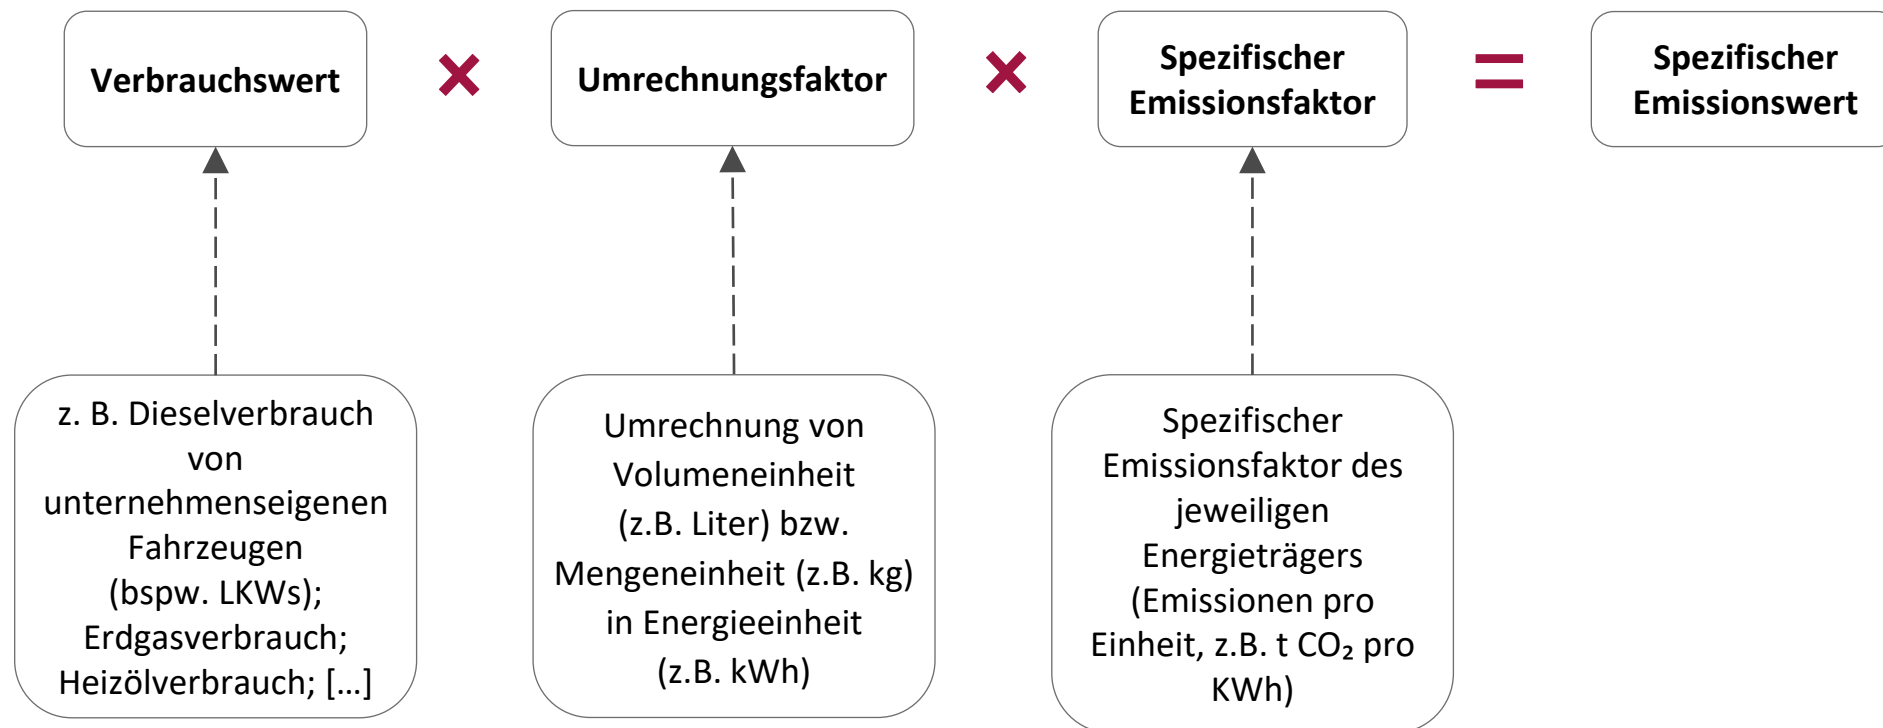 Verbrauchswert
×
Umrechnungsfaktor
×
Spezifischer
Emissionsfaktor
=
Spezifischer
Emissionswert
z. B. Dieselverbrauch
von
unternehmenseigenen
Fahrzeugen
(bspw. LKWs);
Erdgasverbrauch;
Heizölverbrauch; [...]
Umrechnung von
Volumeneinheit
(z.B. Liter) bzw.
Mengeneinheit (z.B. kg)
in Energieeinheit
(z.B. kWh)
Spezifischer
Emissionsfaktor des
jeweiligen
Energieträgers
(Emissionen pro
Einheit, z.B. t CO₂ pro
KWh)